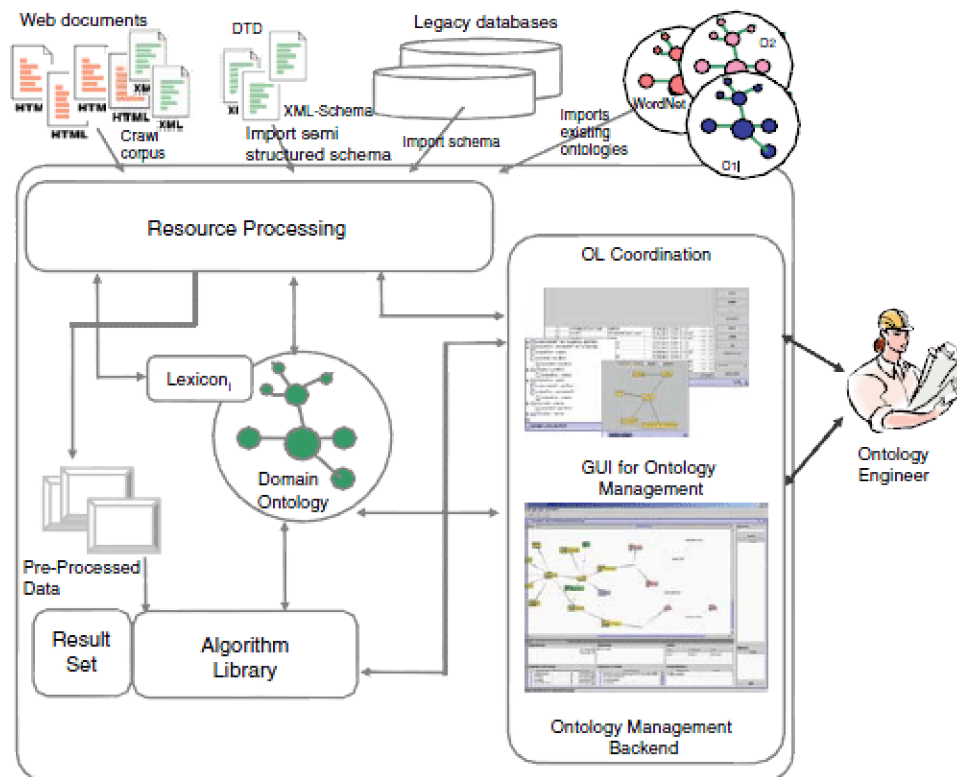 Web documents
DTD
Legacy databases
O2
WordNet
O1
HTM
HTML
HTM
HTML
XML
XML-Schema
Crawl
corpus
Import semi
structured schema
Import schema
Imports
existing
ontologies
Resource Processing
OL Coordination
Lexicon
Domain
Ontology
GUI for Ontology
Management
Ontology
Engineer
Pre-Processed
Data
Result
Set
Algorithm
Library
Ontology Management
Backend